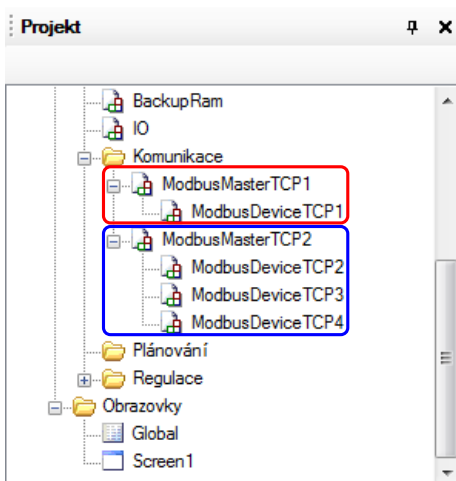 Projekt
BackupRam
IO
Komunikace
ModbusMasterTCP1
ModbusDeviceTCP1
ModbusMasterTCP2
ModbusDeviceTCP2
ModbusDeviceTCP3
ModbusDeviceTCP4
Plánování
Regulace
Obrazovky
Global
Screen1